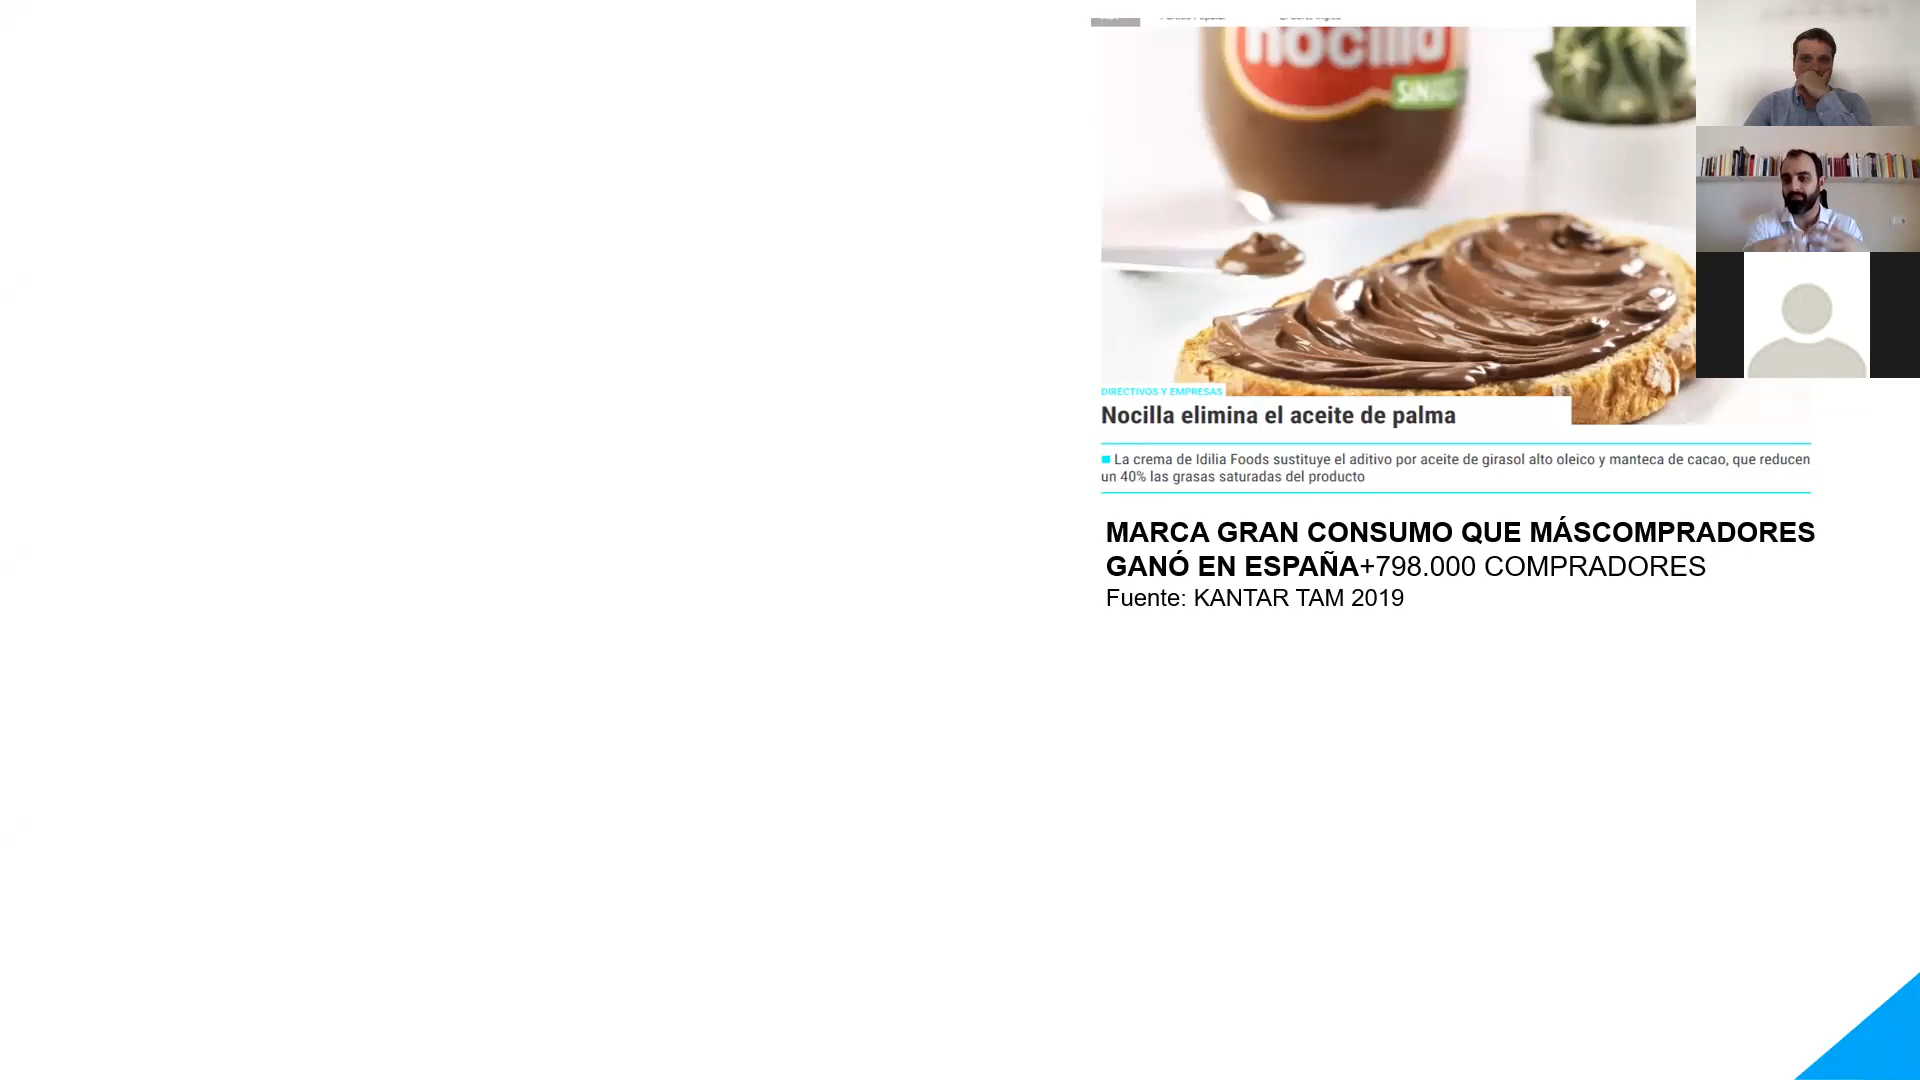 nocilla
SIN AC
DIRECTIVOS Y EMPRESAS
Nocilla elimina el aceite de palma
La crema de Idilia Foods sustituye el aditivo por aceite de girasol alto oleico y manteca de cacao, que reducen
un 40% las grasas saturadas del producto
MARCA GRAN CONSUMO QUE MÁSCOMPRADORES
GANÓ EN ESPAÑA+798.000 COMPRADORES
Fuente: KANTAR TAM 2019